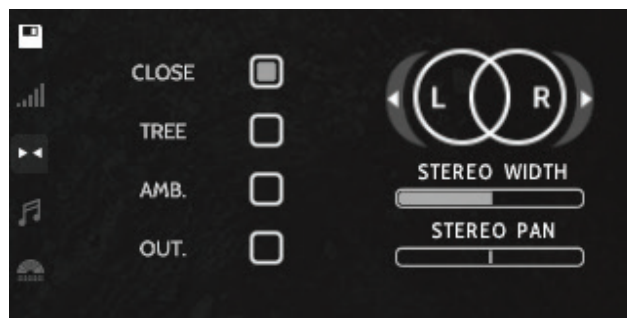 CLOSE
TREE
AMB.
OUT.
L R
STEREO WIDTH
STEREO PAN